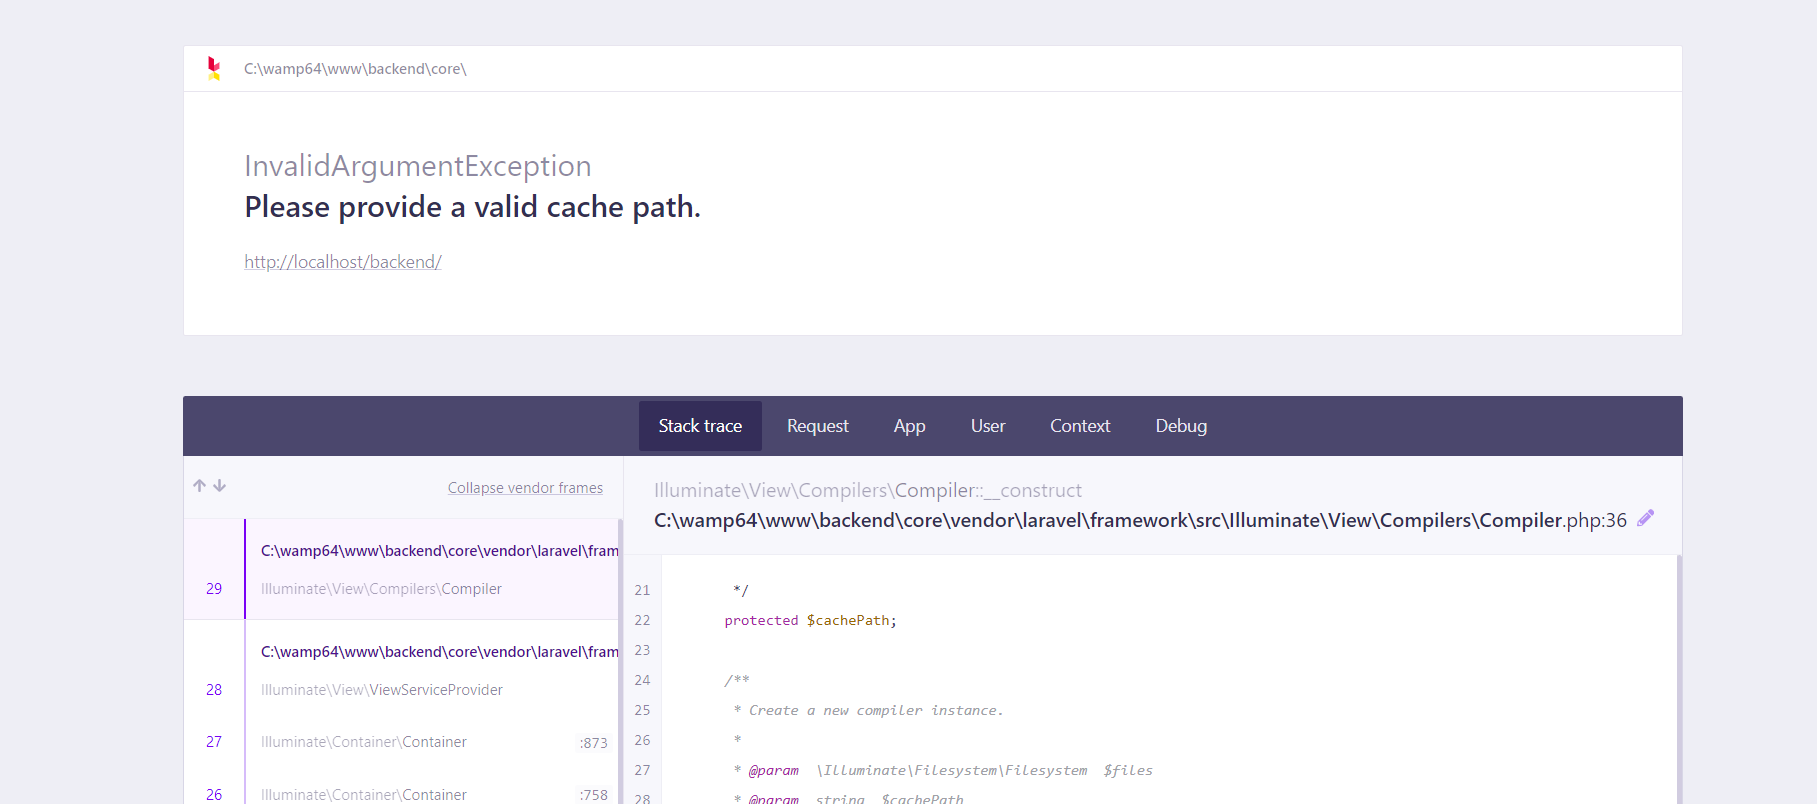 C:\wamp64\www\backend\core\
InvalidArgumentException
Please provide a valid cache path.
http://localhost/backend/
Stack trace Request App User Context Debug
Collapse vendor frames
C:\wamp64\www\backend\core\vendor\laravel\fram
29 Illuminate\View\Compilers\Compiler
C:\wamp64\www\backend\core\vendor\laravel\fram
28 Illuminate\View\ViewServiceProvider
27 Illuminate\Container\Container :873
26 Illuminate\Container\Container :758
Illuminate\View\Compilers\Compiler::__construct
C:\wamp64\www\backend\core\vendor\laravel\framework\src\Illuminate\View\Compilers\Compiler.php:36
21 */
22 protected $cachePath;
23
24 /**
25 * Create a new compiler instance.
26 *
27 * @param \Illuminate\Filesystem\Filesystem $files
28 * @param string $cachePath